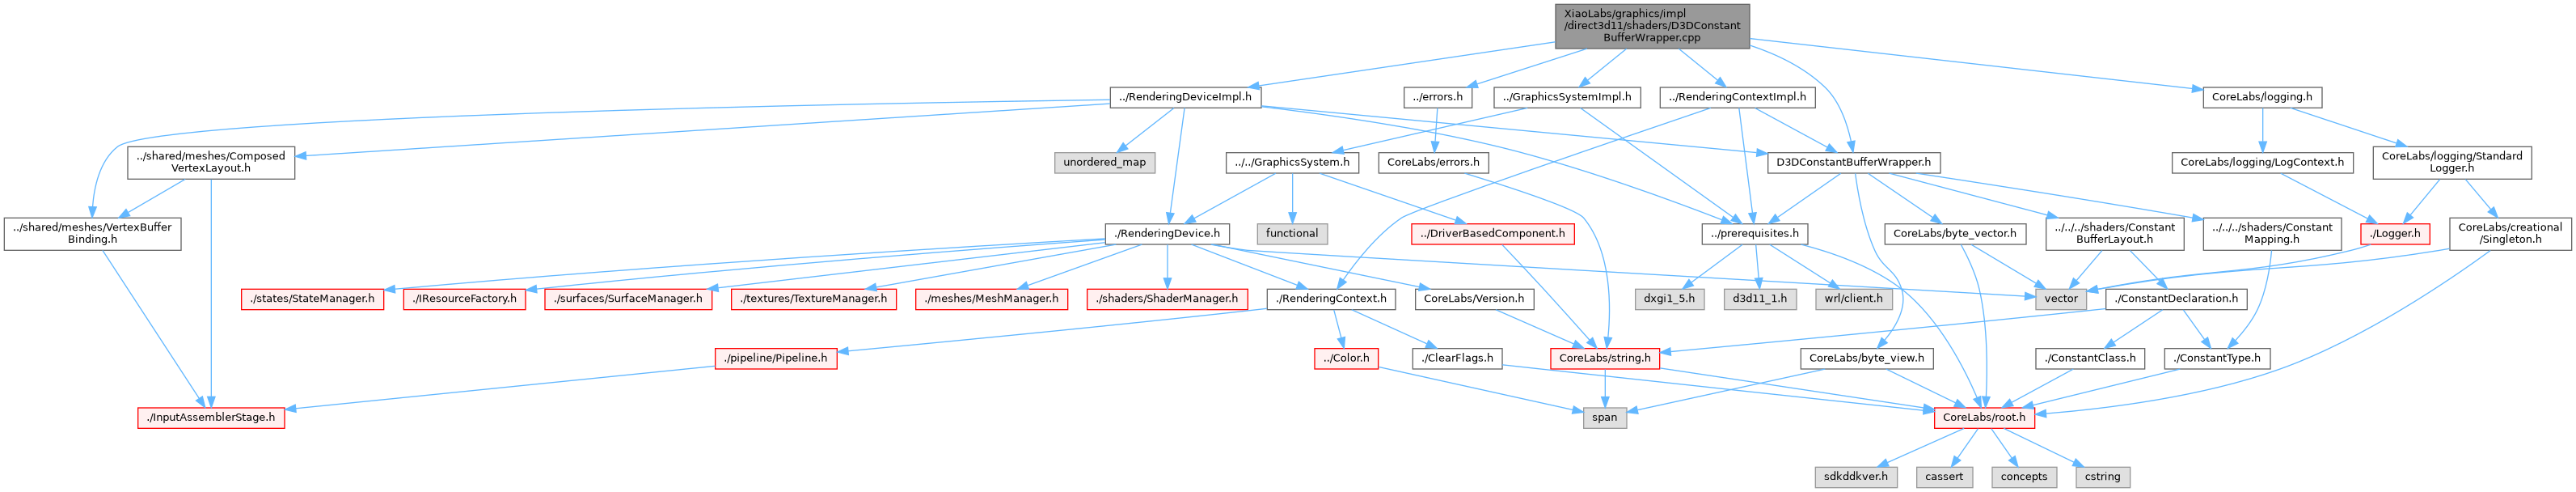 XiaoLabs/graphics/impl
/direct3d11/shaders/D3DConstant
BufferWrapper.cpp
../RenderingDeviceImpl.h
../errors.h
../GraphicsSystemImpl.h
../RenderingContextImpl.h
CoreLabs/logging.h
../shared/meshes/Composed
VertexLayout.h
unordered_map
../../GraphicsSystem.h
CoreLabs/errors.h
D3DConstantBufferWrapper.h
CoreLabs/logging/LogContext.h
CoreLabs/logging/Standard
Logger.h
../shared/meshes/VertexBuffer
Binding.h
./RenderingDevice.h
functional
../DriverBasedComponent.h
../prerequisites.h
CoreLabs/byte_vector.h
../../../shaders/Constant
BufferLayout.h
../../../shaders/Constant
Mapping.h
./Logger.h
CoreLabs/creational
/Singleton.h
./states/StateManager.h
./IResourceFactory.h
./surfaces/SurfaceManager.h
./textures/TextureManager.h
./meshes/MeshManager.h
./shaders/ShaderManager.h
./RenderingContext.h
CoreLabs/Version.h
dxgi1_5.h
d3d11_1.h
wrl/client.h
vector
./ConstantDeclaration.h
./pipeline/Pipeline.h
../Color.h
./ClearFlags.h
CoreLabs/string.h
CoreLabs/byte_view.h
./ConstantClass.h
./ConstantType.h
./InputAssemblerStage.h
span
CoreLabs/root.h
sdkddkver.h
cassert
concepts
cstring